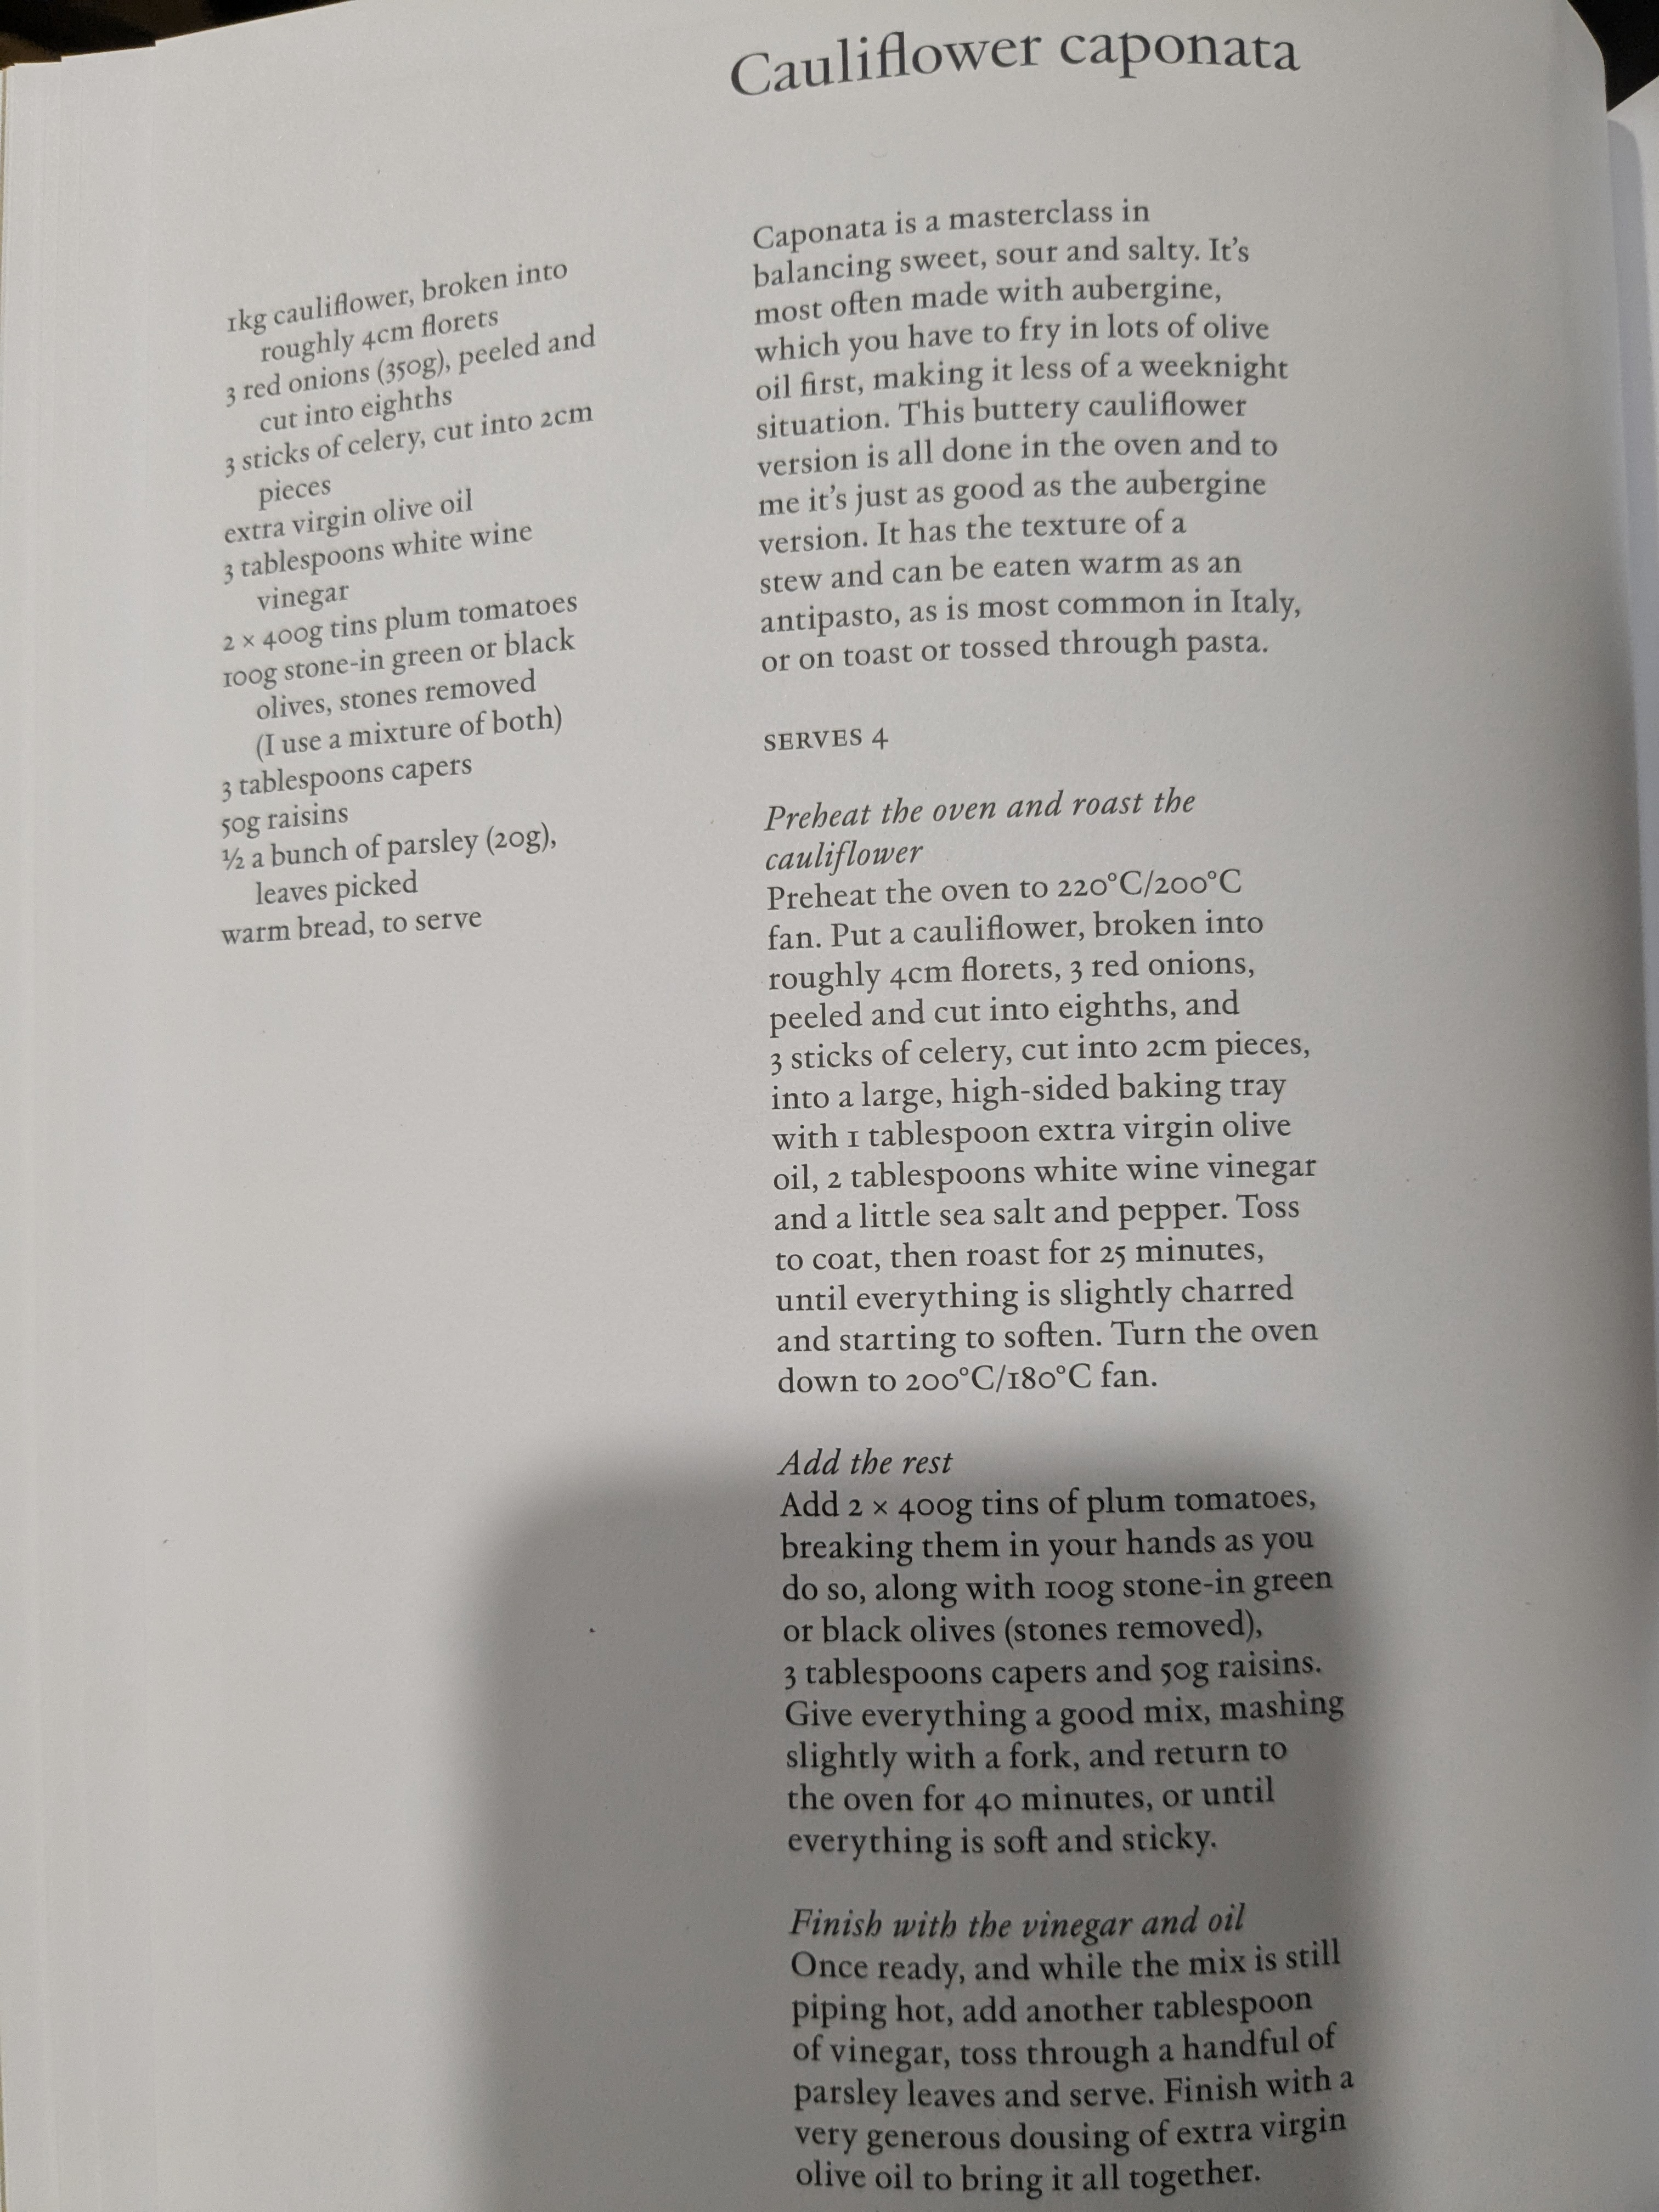 Cauliflower caponata
1kg cauliflower, broken into
roughly 4cm florets
3 red onions (350g), peeled and
cut into eighths
3 sticks of celery, cut into 2cm
pieces
extra virgin olive oil
3 tablespoons white wine
vinegar
2 × 400g tins plum tomatoes
100g stone-in green or black
olives, stones removed
(I use a mixture of both)
3 tablespoons capers
50g raisins
½ a bunch of parsley (20g),
leaves picked
warm bread, to serve
Caponata is a masterclass in
balancing sweet, sour and salty. It's
most often made with aubergine,
which you have to fry in lots of olive
oil first, making it less of a weeknight
situation. This buttery cauliflower
version is all done in the oven and to
me it's just as good as the aubergine
version. It has the texture of a
stew and can be eaten warm as an
antipasto, as is most common in Italy,
or on toast or tossed through pasta.
SERVES 4
Preheat the oven and roast the
cauliflower
Preheat the oven to 220°C/200°C
fan. Put a cauliflower, broken into
roughly 4cm florets, 3 red onions,
peeled and cut into eighths, and
3 sticks of celery, cut into 2cm pieces,
into a large, high-sided baking tray
with 1 tablespoon extra virgin olive
oil, 2 tablespoons white wine vinegar
and a little sea salt and pepper. Toss
to coat, then roast for 25 minutes,
until everything is slightly charred
and starting to soften. Turn the oven
down to 200°C/180°C fan.
Add the rest
Add 2 × 400g tins of plum tomatoes,
breaking them in your hands as you
do so, along with 100g stone-in green
or black olives (stones removed),
3 tablespoons capers and 50g raisins.
Give everything a good mix, mashing
slightly with a fork, and return to
the oven for 40 minutes, or until
everything is soft and sticky.
Finish with the vinegar and oil
Once ready, and while the mix is still
piping hot, add another tablespoon
of vinegar, toss through a handful of
parsley leaves and serve. Finish with a
very generous dousing of extra virgin
olive oil to bring it all together.